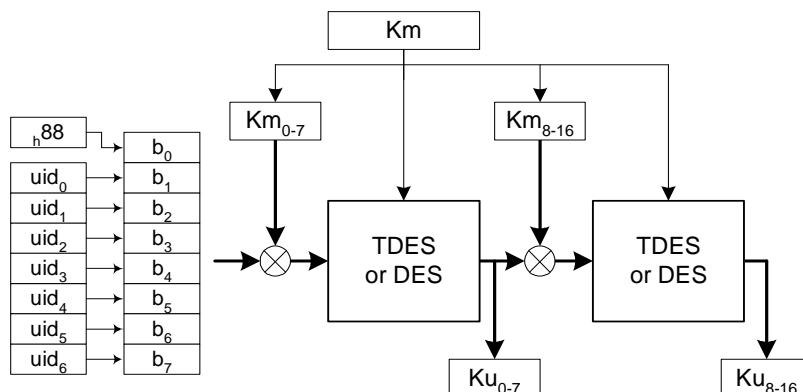 Km
Km0-7
Km8-16
h88
b0
uid0
b1
uid1
b2
uid2
b3
uid3
b4
uid4
b5
uid5
b6
uid6
b7
TDES
or DES
TDES
or DES
Ku0-7
Ku8-16